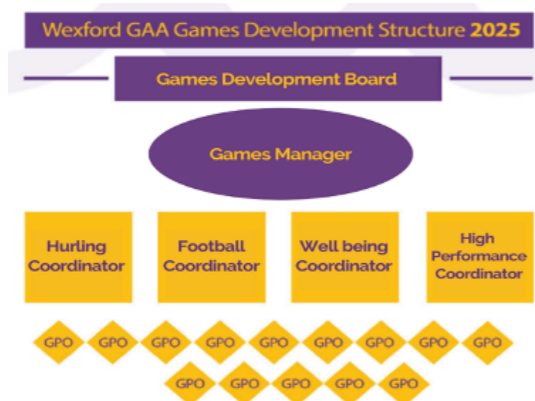 Wexford GAA Games Development Structure 2025
Games Development Board
Games Manager
Hurling
Coordinator
Football
Coordinator
Well being
Coordinator
High
Performance
Coordinator
GPO GPO GPO GPO GPO GPO GPO GPO GPO
GPO GPO GPO GPO GPO